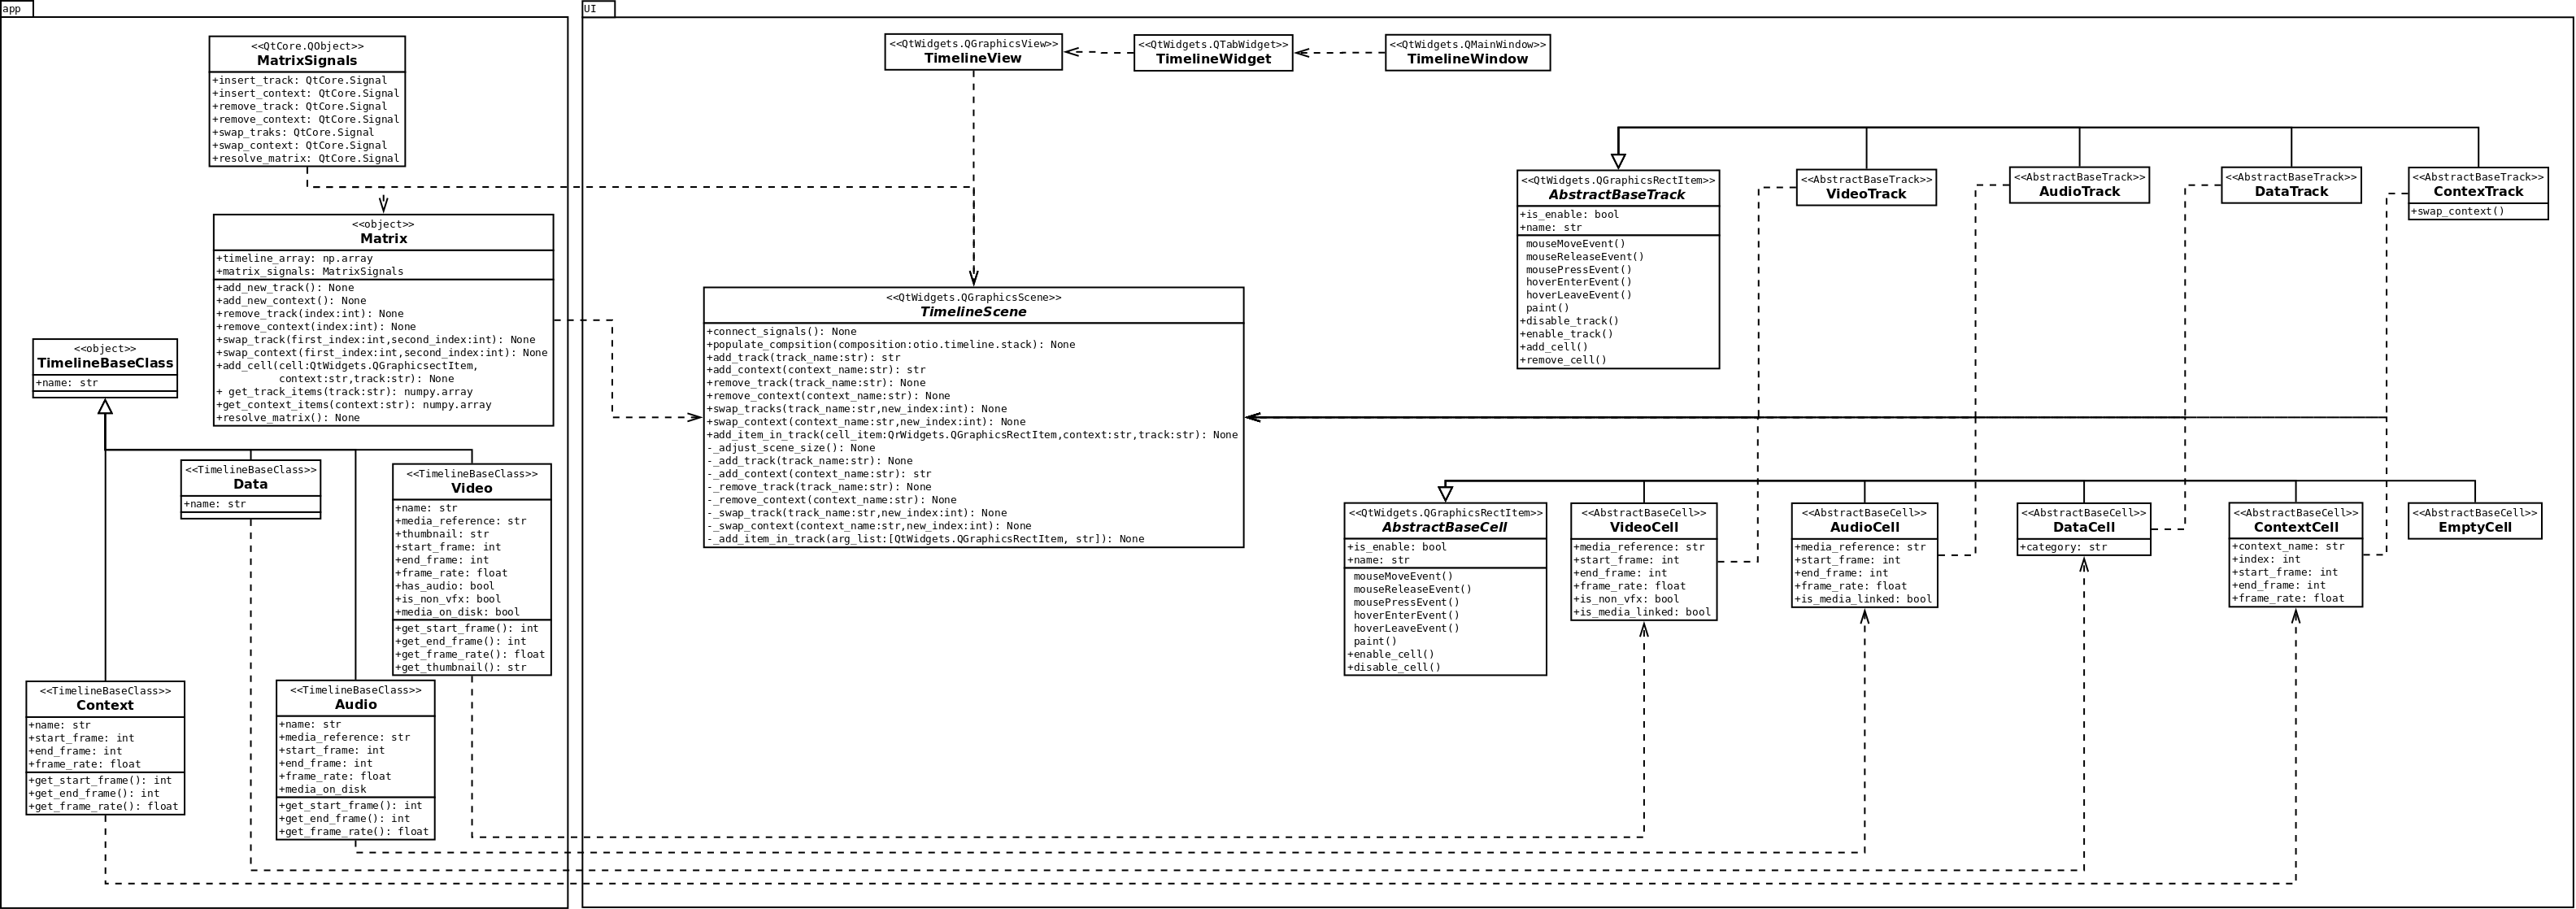 app
<<QtCore.QObject>>
MatrixSignals
+insert_track: QtCore.Signal
+insert_context: QtCore.Signal
+remove_track: QtCore.Signal
+remove_context: QtCore.Signal
+swap_traks: QtCore.Signal
+swap_context: QtCore.Signal
+resolve_matrix: QtCore.Signal
<<object>>
Matrix
+timeline_array: np.array
+matrix_signals: MatrixSignals
+add_new_track(): None
+add_new_context(): None
+remove_track(index:int): None
+remove_context(index:int): None
+swap_track(first_index:int,second_index:int): None
+swap_context(first_index:int,second_index:int): None
+add_cell(cell:QtWidgets.QGraphicsectItem,
context:str,track:str): None
+ get_track_items(track:str): numpy.array
+get_context_items(context:str): numpy.array
+resolve_matrix(): None
<<object>>
TimelineBaseClass
+name: str
<<TimelineBaseClass>>
Data
+name: str
<<TimelineBaseClass>>
Video
+name: str
+media_reference: str
+thumbnail: str
+start_frame: int
+end_frame: int
+frame_rate: float
+has_audio: bool
+is_non_vfx: bool
+media_on_disk: bool
+get_start_frame(): int
+get_end_frame(): int
+get_frame_rate(): float
+get_thumbnail(): str
<<TimelineBaseClass>>
Context
+name: str
+start_frame: int
+end_frame: int
+frame_rate: float
+get_start_frame(): int
+get_end_frame(): int
+get_frame_rate(): float
<<TimelineBaseClass>>
Audio
+name: str
+media_reference: str
+start_frame: int
+end_frame: int
+frame_rate: float
+media_on_disk
+get_start_frame(): int
+get_end_frame(): int
+get_frame_rate(): float
UI
<<QtWidgets.QGraphicsView>>
TimelineView
<<QtWidgets.QTabWidget>>
TimelineWidget
<<QtWidgets.QMainWindow>>
TimelineWindow
<<QtWidgets.QGraphicsScene>>
TimelineScene
+connect_signals(): None
+populate_compsition(composition:otio.timeline.stack): None
+add_track(track_name:str): str
+add_context(context_name:str): str
+remove_track(track_name:str): None
+remove_context(context_name:str): None
+swap_tracks(track_name:str,new_index:int): None
+swap_context(context_name:str,new_index:int): None
+add_item_in_track(cell_item:QrWidgets.QGraphicsRectItem,context:str,track:str): None
-_adjust_scene_size(): None
-_add_track(track_name:str): None
-_add_context(context_name:str): str
-_remove_track(track_name:str): None
-_remove_context(context_name:str): None
-_swap_track(track_name:str,new_index:int): None
-_swap_context(context_name:str,new_index:int): None
-_add_item_in_track(arg_list:[QtWidgets.QGraphicsRectItem, str]): None
<<QtWidgets.QGraphicsRectItem>>
AbstractBaseTrack
+is_enable: bool
+name: str
mouseMoveEvent()
mouseReleaseEvent()
mousePressEvent()
hoverEnterEvent()
hoverLeaveEvent()
paint()
+disable_track()
+enable_track()
+add_cell()
+remove_cell()
<<AbstractBaseTrack>>
VideoTrack
<<AbstractBaseTrack>>
AudioTrack
<<AbstractBaseTrack>>
DataTrack
<<AbstractBaseTrack>>
ContexTrack
+swap_context()
<<QtWidgets.QGraphicsRectItem>>
AbstractBaseCell
+is_enable: bool
+name: str
mouseMoveEvent()
mouseReleaseEvent()
mousePressEvent()
hoverEnterEvent()
hoverLeaveEvent()
paint()
+enable_cell()
+disable_cell()
<<AbstractBaseCell>>
VideoCell
+media_reference: str
+start_frame: int
+end_frame: int
+frame_rate: float
+is_non_vfx: bool
+is_media_linked: bool
<<AbstractBaseCell>>
AudioCell
+media_reference: str
+start_frame: int
+end_frame: int
+frame_rate: float
+is_media_linked: bool
<<AbstractBaseCell>>
DataCell
+category: str
<<AbstractBaseCell>>
ContextCell
+context_name: str
+index: int
+start_frame: int
+end_frame: int
+frame_rate: float
<<AbstractBaseCell>>
EmptyCell